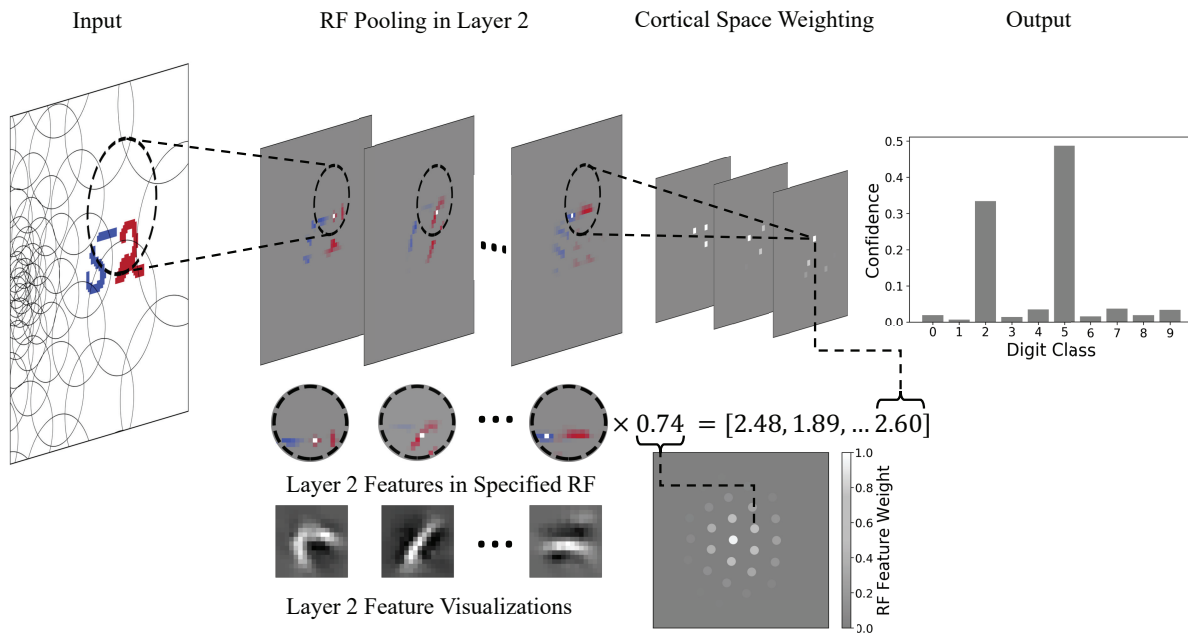 Input
RF Pooling in Layer 2
Cortical Space Weighting
Output
0.5
0.4
0.3
0.2
0.1
0.0
Confidence
0 1 2 3 4 5 6 7 8 9
Digit Class
× 0.74 = [2.48, 1.89, ... 2.60]
Layer 2 Features in Specified RF
Layer 2 Feature Visualizations
1.0
0.8
0.6
0.4
0.2
0.0
RF Feature Weight
5
2